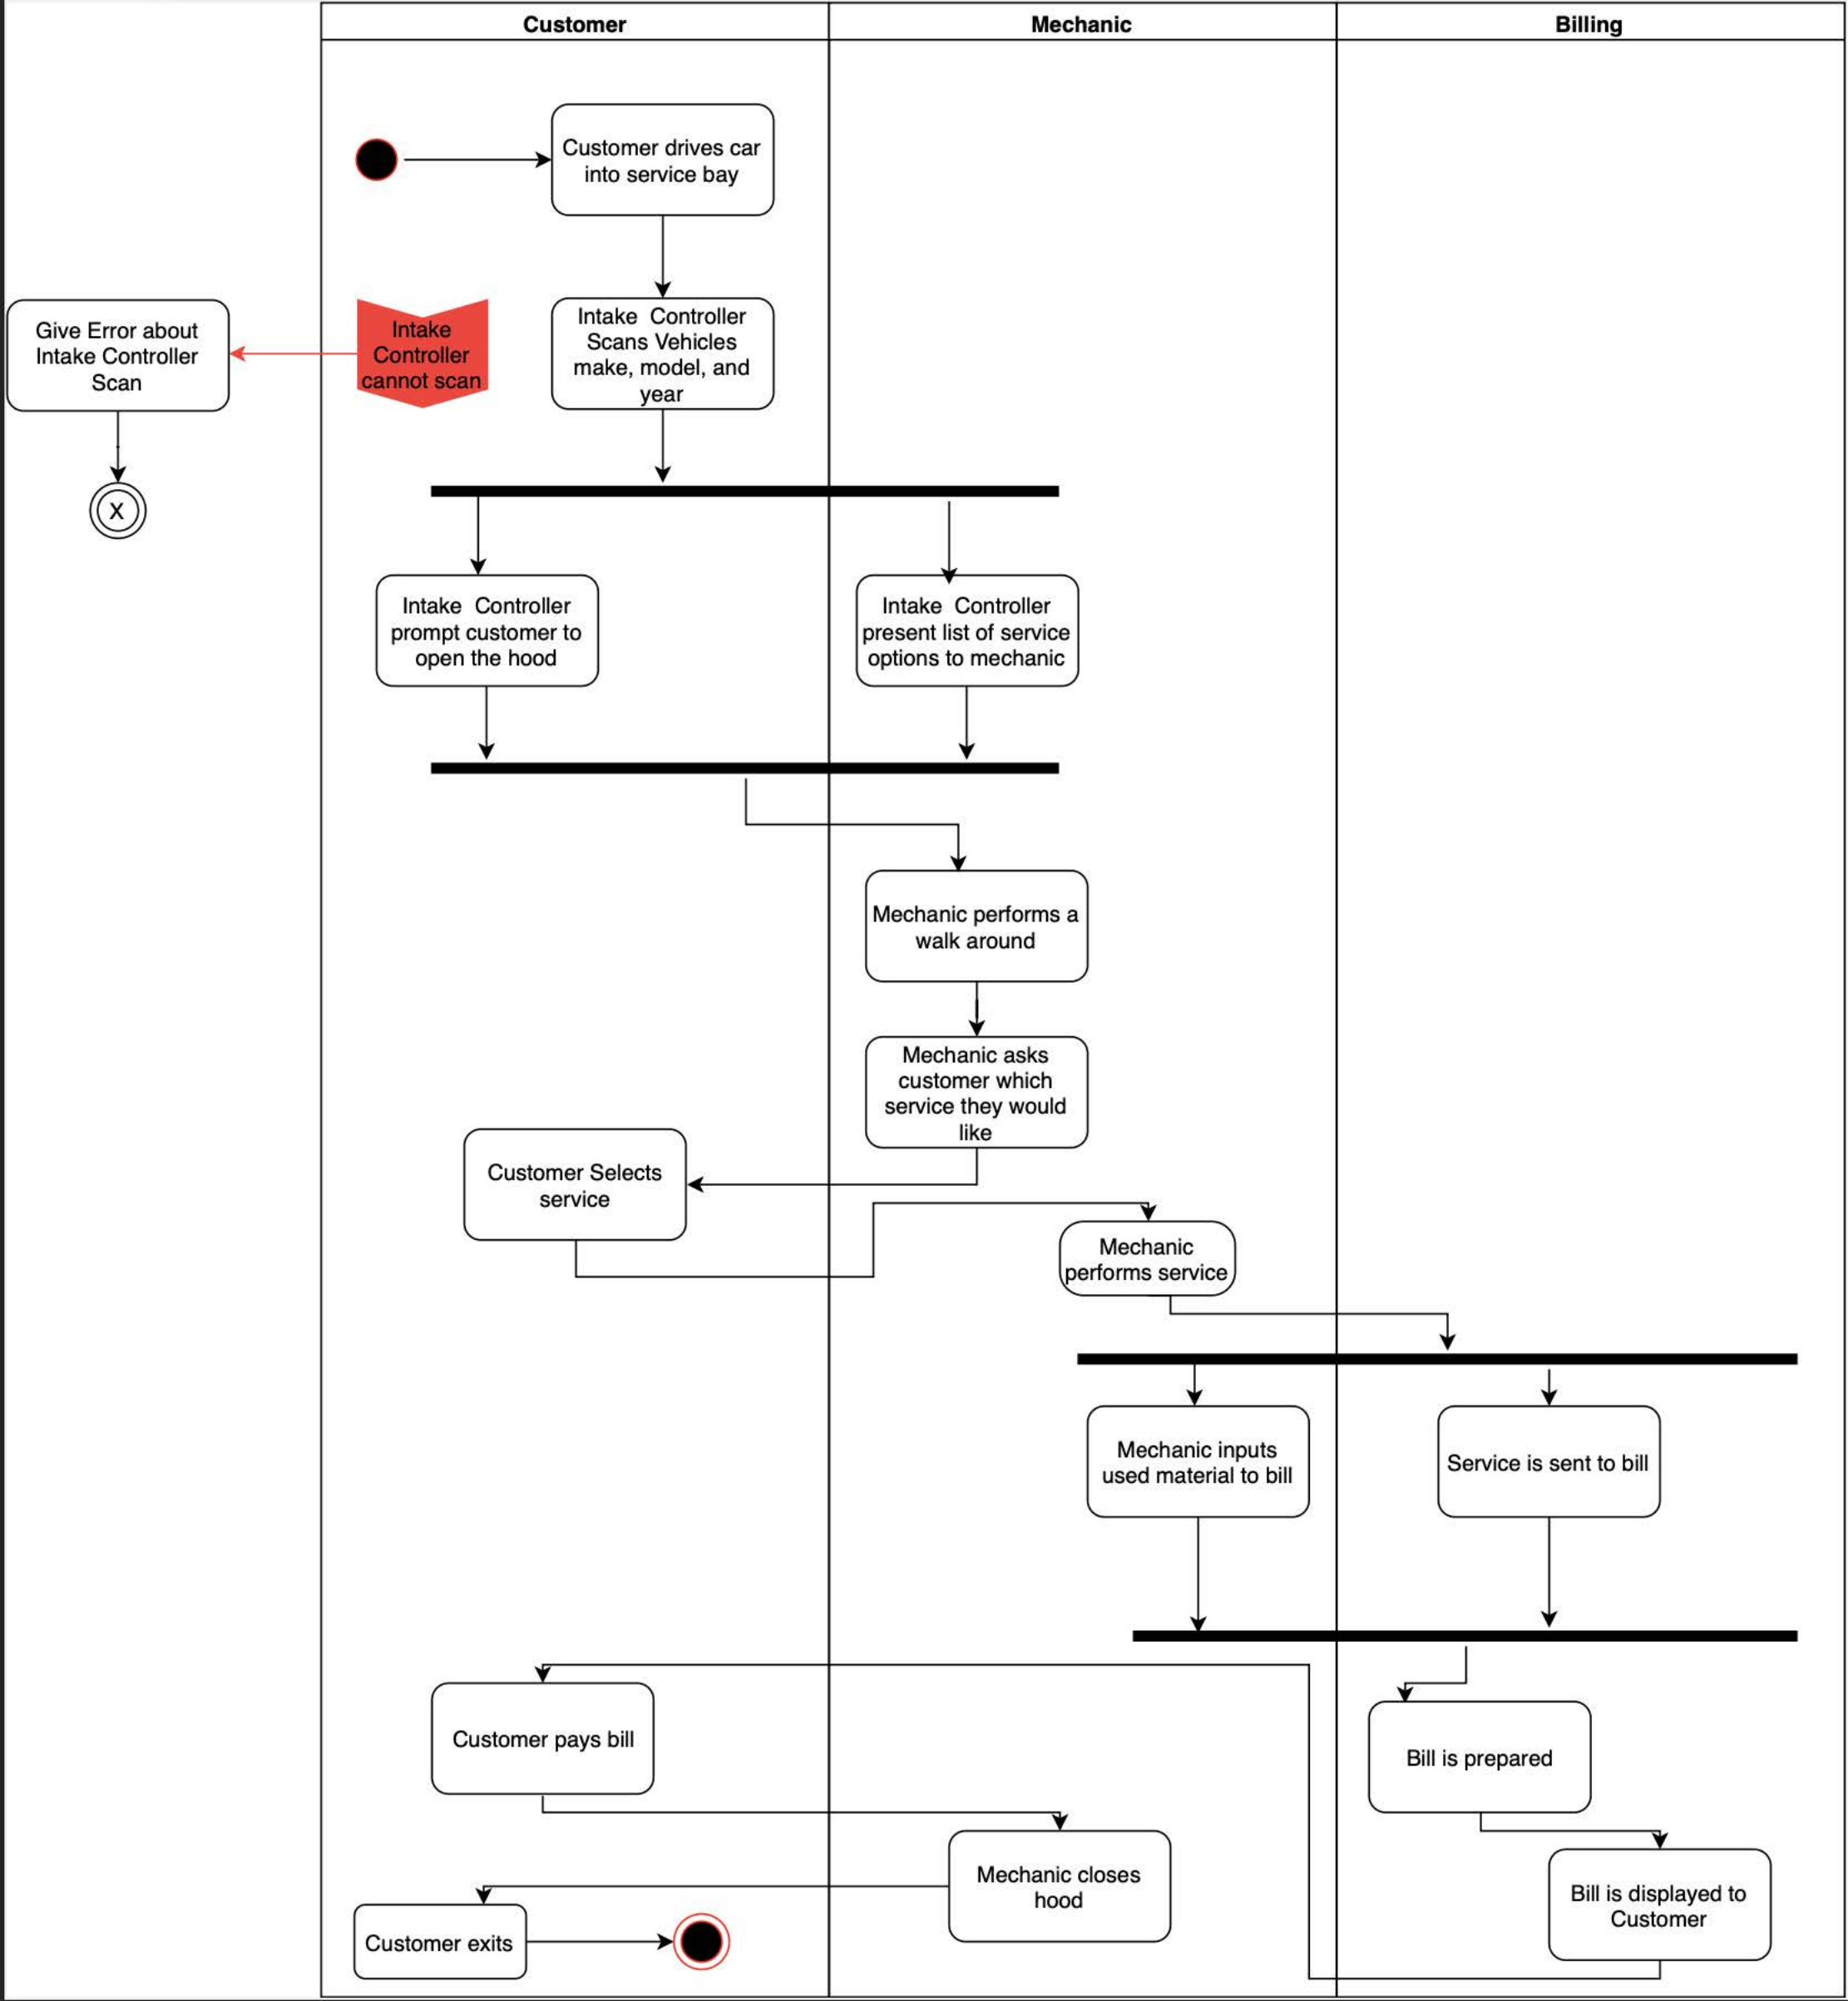 Customer
Mechanic
Billing
Customer drives car
into service bay
Give Error about
Intake Controller
Scan
Intake
Controller
cannot scan
Intake  Controller
Scans Vehicles
make, model, and
year
X
Intake  Controller
prompt customer to
open the hood
Intake  Controller
present list of service
options to mechanic
Mechanic performs a
walk around
Mechanic asks
customer which
service they would
like
Customer Selects
service
Mechanic
performs service
Mechanic inputs
used material to bill
Service is sent to bill
Customer pays bill
Bill is prepared
Mechanic closes
hood
Bill is displayed to
Customer
Customer exits